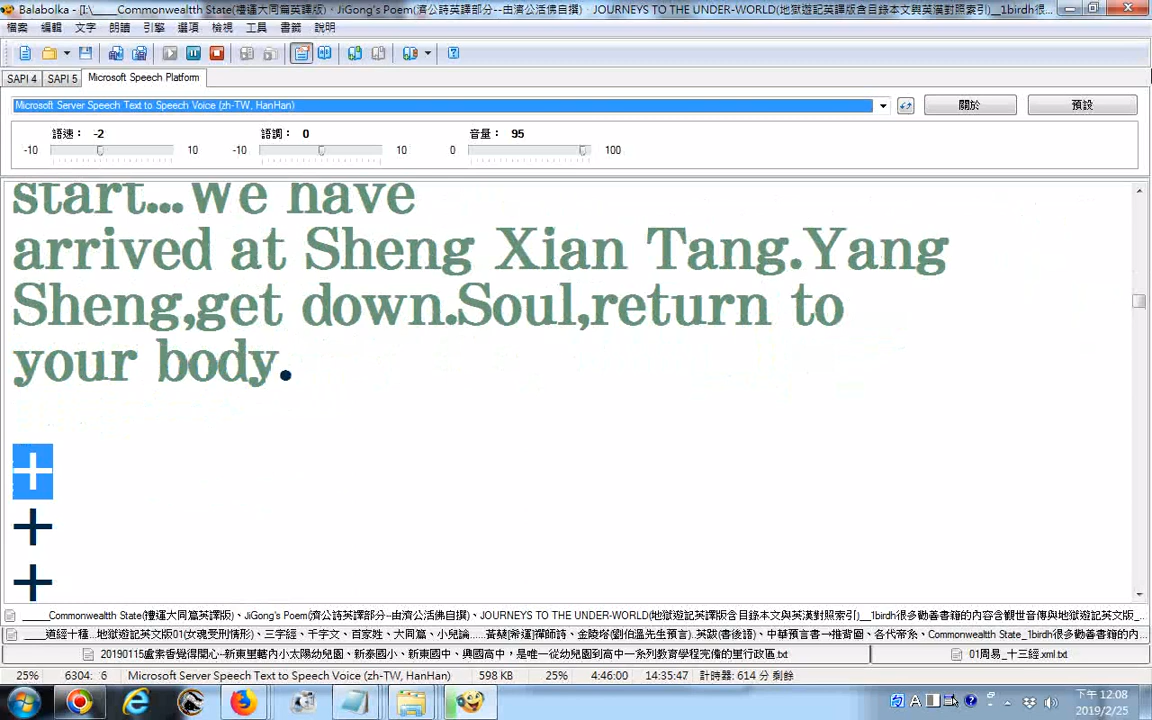 Balabolka - [I:\_____Commonwealtth State(禮運大同篇英譯版)、JiGong's Poem(濟公詩英譯部分--由濟公活佛自撰)、JOURNEYS TO THE UNDER-WORLD(地獄遊記英譯版含目錄本文與英漢對照索引)__1birdh很...
檔案 編輯 文字 朗讀 引擎 選項 檢視 工具 書籤 說明
SAPI 4 SAPI 5 Microsoft Speech Platform
Microsoft Server Speech Text to Speech Voice (zh-TW, HanHan) 關於 預設
語速： -2 語調： 0 音量： 95
-10 10 -10 10 0 100
start...We have
arrived at Sheng Xian Tang.Yang
Sheng,get down.Soul,return to
your body.
+
+
+
_____Commonwealtth State(禮運大同篇英譯版)、JiGong's Poem(濟公詩英譯部分--由濟公活佛自撰)、JOURNEYS TO THE UNDER-WORLD(地獄遊記英譯版含目錄本文與英漢對照索引)__1birdh很多勸善書籍的內容含觀世音傳與地獄遊記英文版...
道經十種...地獄遊記英文版01(女魂受刑情形)、三字經、千字文、百家姓、大同篇、小兒論......黃檗[希運]禪師詩、金陵塔(劉伯溫先生預言)、中華預言書一推背圖、各代帝系、Commonwealth State_1birdh很多勸善書籍的內...
20190115盧素香覺得開心~新東里轄內小太陽幼兒園、新泰國小、新東國中、興國高中，是唯一從幼兒園到高中一系列教育學程完備的里行政區.txt 01周易_十三經.xml.txt
25% 6304: 6 Microsoft Server Speech Text to Speech Voice (zh-TW, HanHan) 598 KB 25% 4:46:00 14:35:47 計時器: 614 分 剩餘
下午 12:08
2019/2/25